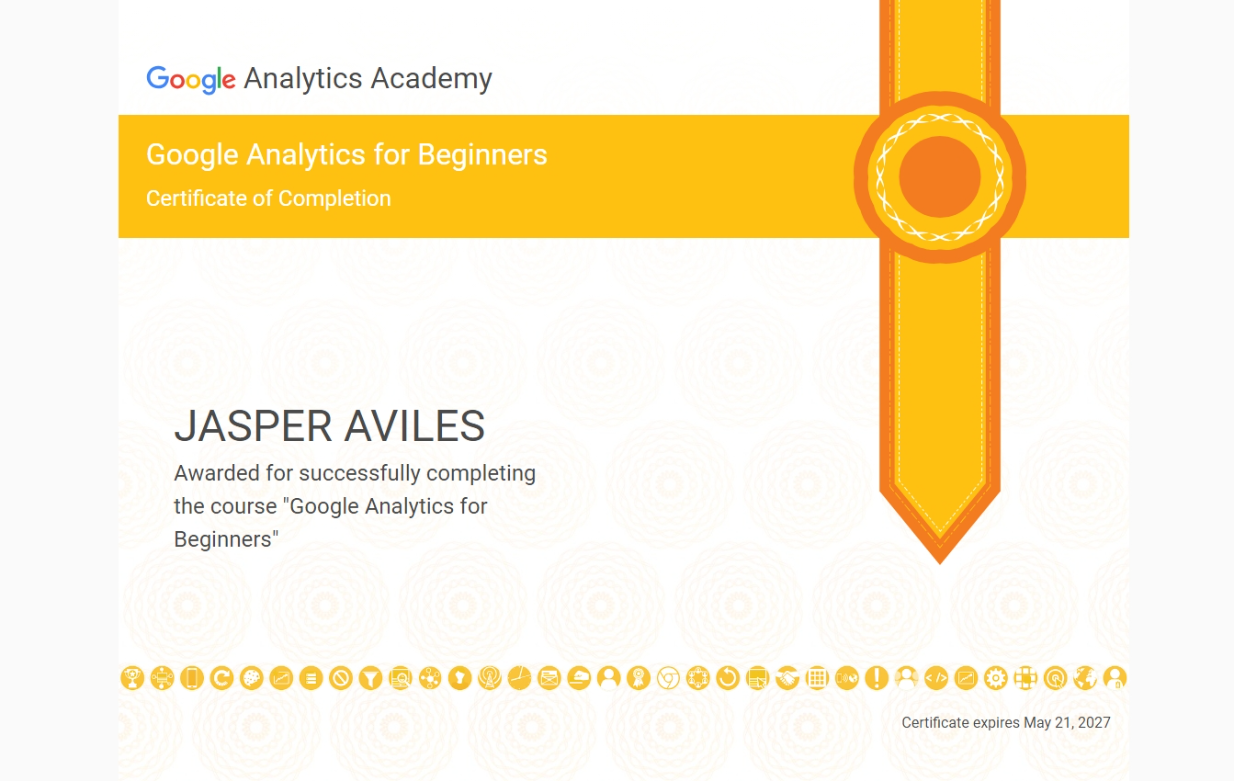 Google Analytics Academy
Google Analytics for Beginners
Certificate of Completion
JASPER AVILES
Awarded for successfully completing
the course "Google Analytics for
Beginners"
Certificate expires May 21, 2027